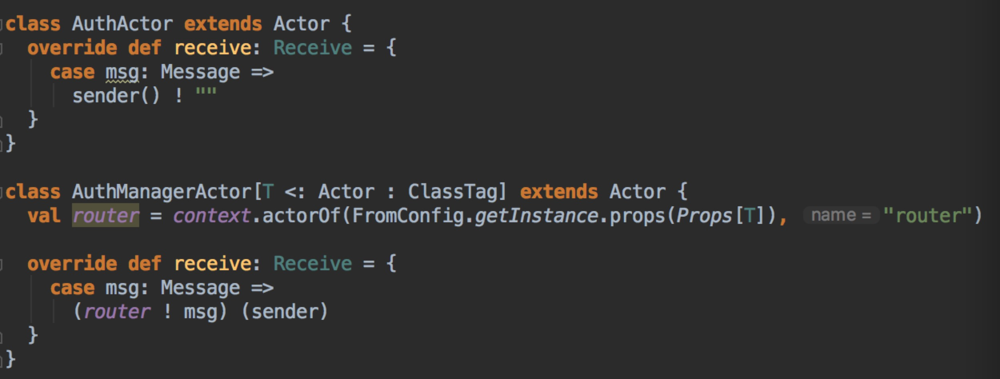 class AuthActor extends Actor {
  override def receive: Receive = {
    case msg: Message =>
      sender() ! ""
  }
}
class AuthManagerActor[T <: Actor : ClassTag] extends Actor {
  val router = context.actorOf(FromConfig.getInstance.props(Props[T]), name = "router")
  override def receive: Receive = {
    case msg: Message =>
      (router ! msg) (sender)
  }
}